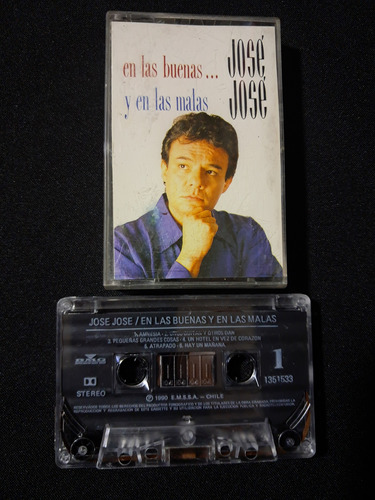 en las buenas...
y en las malas
José
José
JOSE JOSE / EN LAS BUENAS Y EN LAS MALAS
BMG
STEREO
1. AMNESIA - 2.
3. PEQUEÑAS GRANDES COSAS - 4. UN HOTEL EN VEZ DE CORAZON
5. ATRAPADO - 6. HAY UN MAÑANA
1
1351533
℗ 1990 E.M.S.S.A. - CHILE